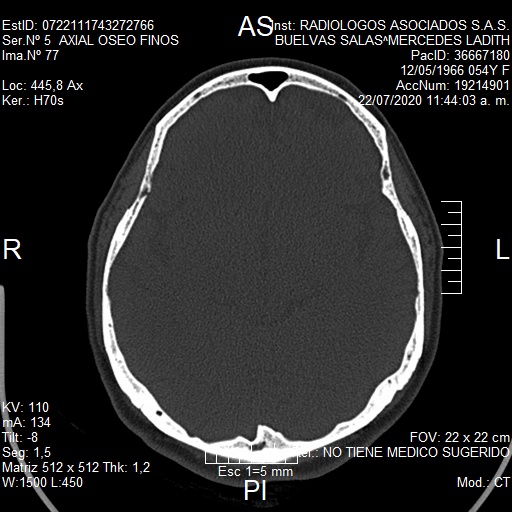 EstID: 0722111743272766
Ser.Nº 5 AXIAL OSEO FINOS
Ima.Nº 77
Loc: 445,8 Ax
Ker.: H70s
AS
Inst: RADIOLOGOS ASOCIADOS S.A.S.
BUELVAS SALAS^MERCEDES LADITH
PacID: 36667180
12/05/1966 054Y F
AccNum: 19214901
22/07/2020 11:44:03 a. m.
R
L
KV: 110
mA: 134
Tilt: -8
Seg: 1,5
Matriz 512 x 512 Thk: 1,2
W:1500 L:450
Esc 1=5 mm
PI
FOV: 22 x 22 cm
NO TIENE MEDICO SUGERIDO
Mod.: CT